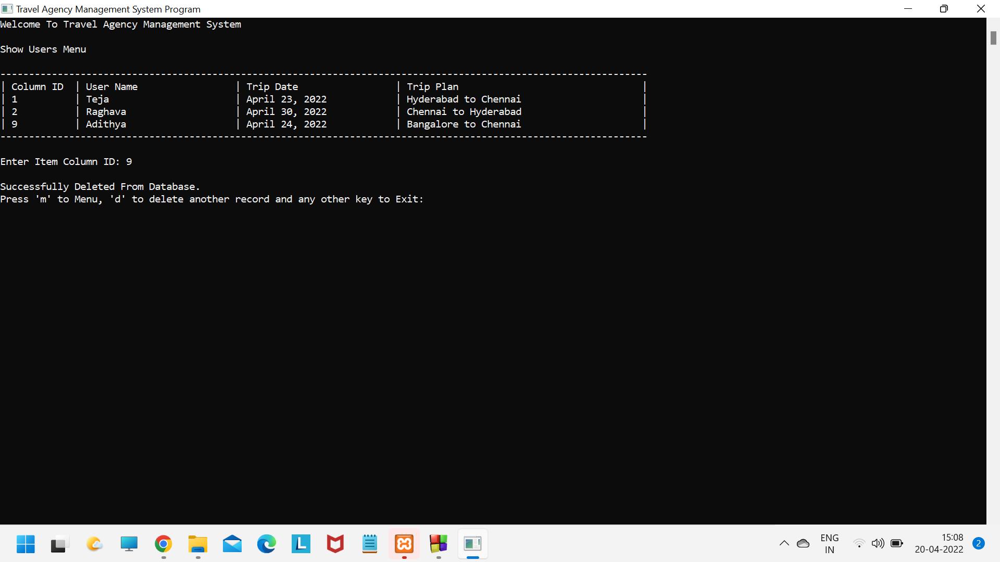 Travel Agency Management System Program
Welcome To Travel Agency Management System
Show Users Menu
-----------------------------------------------------------------------------------------------------------------
| Column ID | User Name | Trip Date | Trip Plan |
| 1 | Teja | April 23, 2022 | Hyderabad to Chennai |
| 2 | Raghava | April 30, 2022 | Chennai to Hyderabad |
| 9 | Adithya | April 24, 2022 | Bangalore to Chennai |
-----------------------------------------------------------------------------------------------------------------
Enter Item Column ID: 9
Successfully Deleted From Database.
Press 'm' to Menu, 'd' to delete another record and any other key to Exit:
L
ENG
IN
15:08
20-04-2022
2